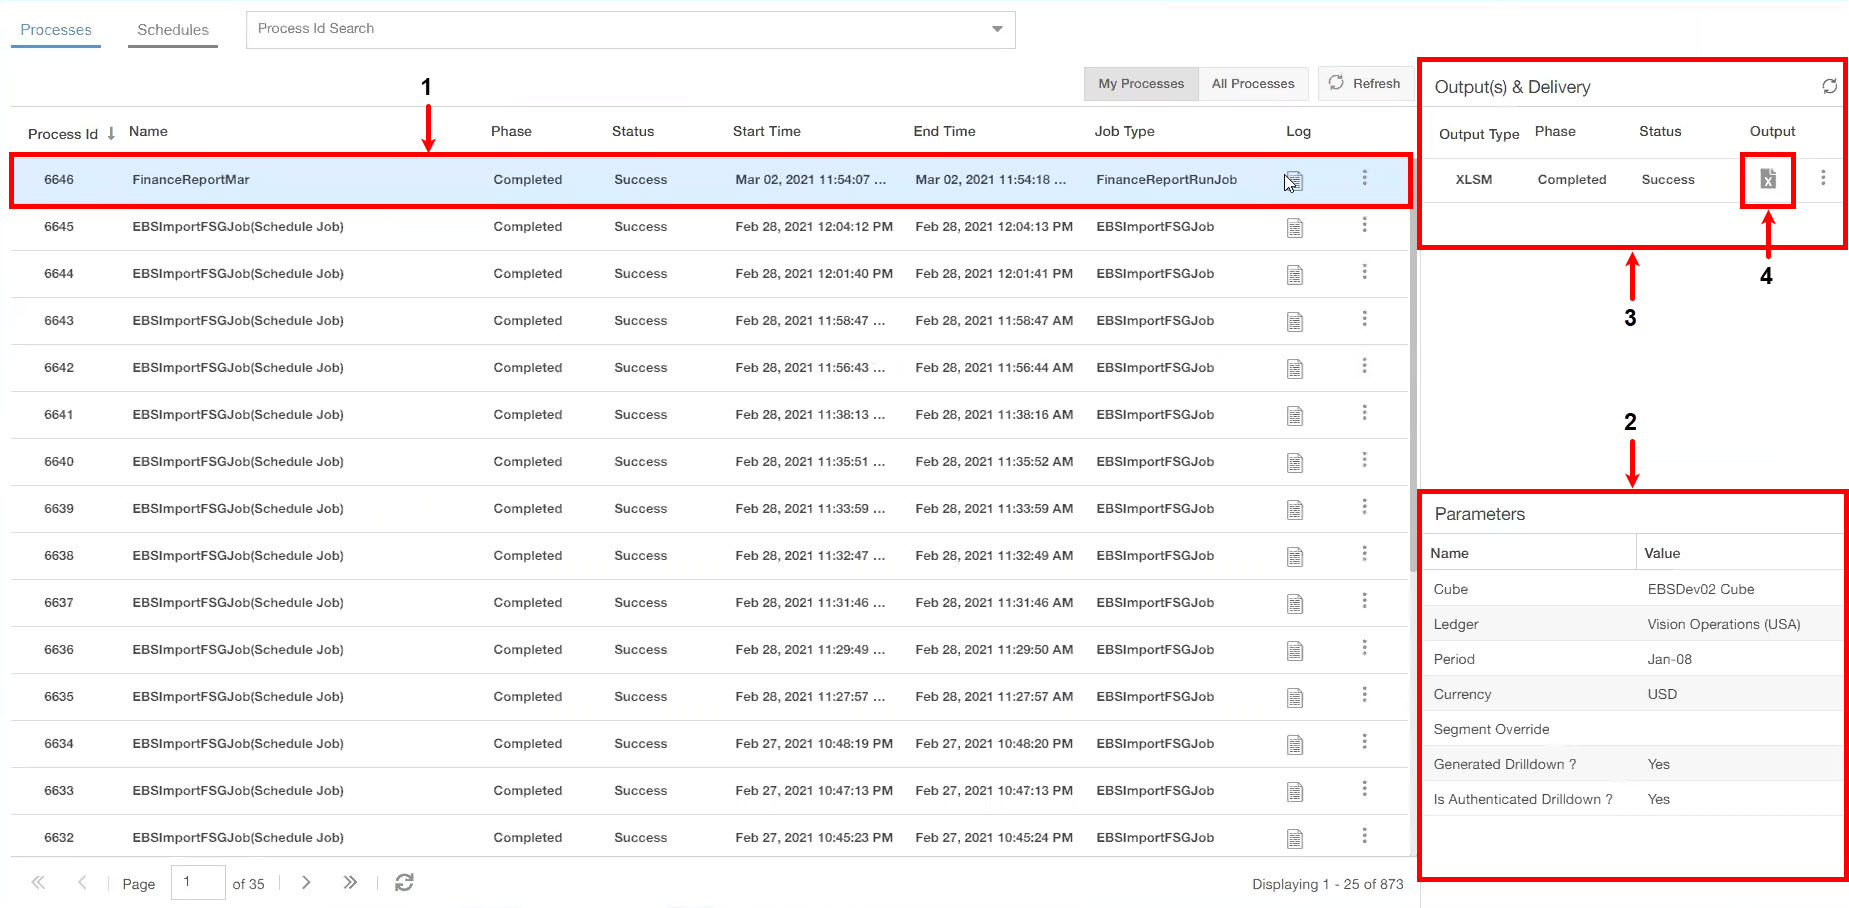 Processes Schedules Process Id Search
1
My Processes All Processes Refresh
Output(s) & Delivery
Process Id Name Phase Status Start Time End Time Job Type Log
Output Type Phase Status Output
6646 FinanceReportMar Completed Success Mar 02, 2021 11:54:07 ... Mar 02, 2021 11:54:18 ... FinanceReportRunJob
XLSM Completed Success
6645 EBSImportFSGJob(Schedule Job) Completed Success Feb 28, 2021 12:04:12 PM Feb 28, 2021 12:04:13 PM EBSImportFSGJob
6644 EBSImportFSGJob(Schedule Job) Completed Success Feb 28, 2021 12:01:40 PM Feb 28, 2021 12:01:41 PM EBSImportFSGJob
4
6643 EBSImportFSGJob(Schedule Job) Completed Success Feb 28, 2021 11:58:47 ... Feb 28, 2021 11:58:47 AM EBSImportFSGJob
3
6642 EBSImportFSGJob(Schedule Job) Completed Success Feb 28, 2021 11:56:43 ... Feb 28, 2021 11:56:44 AM EBSImportFSGJob
6641 EBSImportFSGJob(Schedule Job) Completed Success Feb 28, 2021 11:38:13 ... Feb 28, 2021 11:38:16 AM EBSImportFSGJob
2
6640 EBSImportFSGJob(Schedule Job) Completed Success Feb 28, 2021 11:35:51 ... Feb 28, 2021 11:35:52 AM EBSImportFSGJob
6639 EBSImportFSGJob(Schedule Job) Completed Success Feb 28, 2021 11:33:59 ... Feb 28, 2021 11:33:59 AM EBSImportFSGJob
6638 EBSImportFSGJob(Schedule Job) Completed Success Feb 28, 2021 11:32:47 ... Feb 28, 2021 11:32:49 AM EBSImportFSGJob
6637 EBSImportFSGJob(Schedule Job) Completed Success Feb 28, 2021 11:31:46 ... Feb 28, 2021 11:31:46 AM EBSImportFSGJob
6636 EBSImportFSGJob(Schedule Job) Completed Success Feb 28, 2021 11:29:49 ... Feb 28, 2021 11:29:50 AM EBSImportFSGJob
6635 EBSImportFSGJob(Schedule Job) Completed Success Feb 28, 2021 11:27:57 ... Feb 28, 2021 11:27:57 AM EBSImportFSGJob
6634 EBSImportFSGJob(Schedule Job) Completed Success Feb 27, 2021 10:48:19 PM Feb 27, 2021 10:48:20 PM EBSImportFSGJob
6633 EBSImportFSGJob(Schedule Job) Completed Success Feb 27, 2021 10:47:13 PM Feb 27, 2021 10:47:13 PM EBSImportFSGJob
6632 EBSImportFSGJob(Schedule Job) Completed Success Feb 27, 2021 10:45:23 PM Feb 27, 2021 10:45:24 PM EBSImportFSGJob
Parameters
Name Value
Cube EBSDev02 Cube
Ledger Vision Operations (USA)
Period Jan-08
Currency USD
Segment Override
Generated Drilldown ? Yes
Is Authenticated Drilldown ? Yes
Page 1 of 35 Displaying 1 - 25 of 873